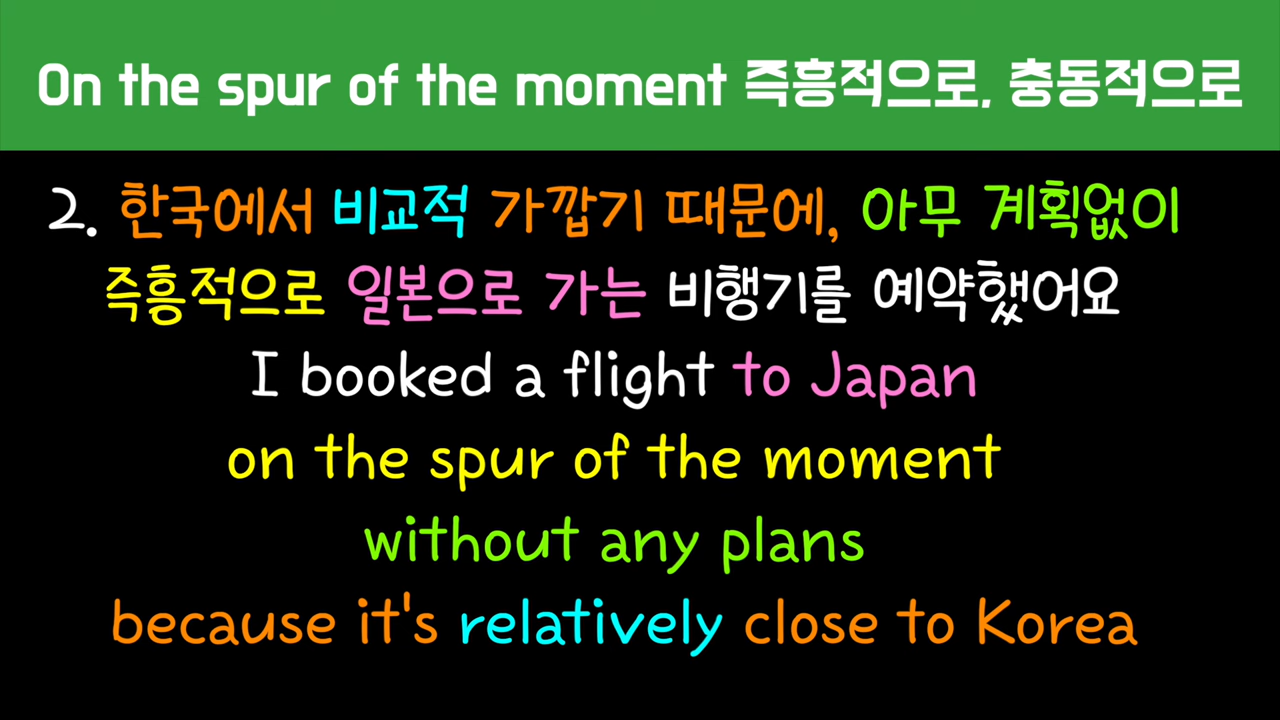 On the spur of the moment 즉흥적으로, 충동적으로
2. 한국에서 비교적 가깝기 때문에, 아무 계획없이
즉흥적으로 일본으로 가는 비행기를 예약했어요
I booked a flight to Japan
on the spur of the moment
without any plans
because it's relatively close to Korea